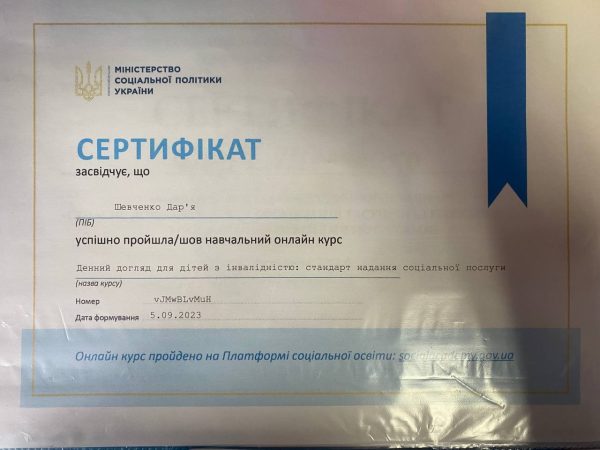 МІНІСТЕРСТВО
СОЦІАЛЬНОЇ ПОЛІТИКИ
УКРАЇНИ
СЕРТИФІКАТ
засвідчує, що
Шевченко Дар'я
(ПІБ)
успішно пройшла/шов навчальний онлайн курс
Денний догляд для дітей з інвалідністю: стандарт надання соціальної послуги
(назва курсу)
Номер vJMwBLvMuH
Дата формування 5.09.2023
Онлайн курс пройдено на Платформі соціальної освіти: